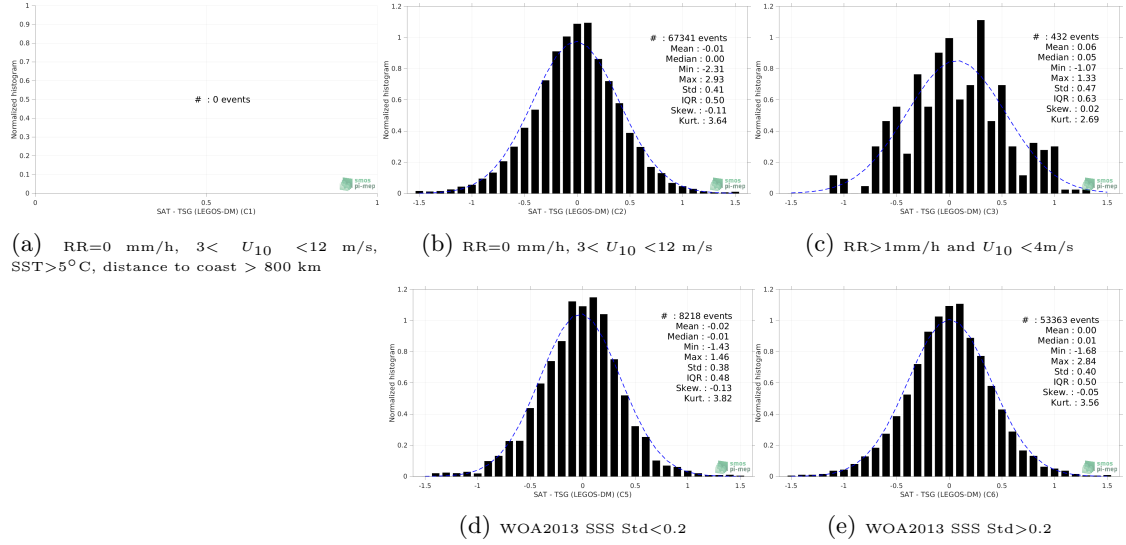 1
0.9
0.8
0.7
0.6
0.5
0.4
0.3
0.2
0.1
0
Normalized histogram
# : 0 events
smos
pi-mep
0 0.5 1
SAT - TSG (LEGOS-DM) (C1)
(a) RR=0 mm/h, 3< U10 <12 m/s,
SST>5°C, distance to coast > 800 km
1.2
1
0.8
0.6
0.4
0.2
0
Normalized histogram
# : 67341 events
Mean : -0.01
Median : 0.00
Min : -2.31
Max : 2.93
Std : 0.41
IQR : 0.50
Skew. : -0.11
Kurt. : 3.64
smos
pi-mep
-1.5 -1 -0.5 0 0.5 1 1.5
SAT - TSG (LEGOS-DM) (C2)
(b) RR=0 mm/h, 3< U10 <12 m/s
1.2
1
0.8
0.6
0.4
0.2
0
Normalized histogram
# : 432 events
Mean : 0.06
Median : 0.05
Min : -1.07
Max : 1.33
Std : 0.47
IQR : 0.63
Skew. : 0.02
Kurt. : 2.69
smos
pi-mep
-1.5 -1 -0.5 0 0.5 1 1.5
SAT - TSG (LEGOS-DM) (C3)
(c) RR>1mm/h and U10 <4m/s
1.2
1
0.8
0.6
0.4
0.2
0
Normalized histogram
# : 8218 events
Mean : -0.02
Median : -0.01
Min : -1.43
Max : 1.46
Std : 0.38
IQR : 0.48
Skew. : -0.13
Kurt. : 3.82
smos
pi-mep
-1.5 -1 -0.5 0 0.5 1 1.5
SAT - TSG (LEGOS-DM) (C5)
(d) WOA2013 SSS Std<0.2
1.2
1
0.8
0.6
0.4
0.2
0
Normalized histogram
# : 53363 events
Mean : 0.00
Median : 0.01
Min : -1.68
Max : 2.84
Std : 0.40
IQR : 0.50
Skew. : -0.05
Kurt. : 3.56
smos
pi-mep
-1.5 -1 -0.5 0 0.5 1 1.5
SAT - TSG (LEGOS-DM) (C6)
(e) WOA2013 SSS Std>0.2